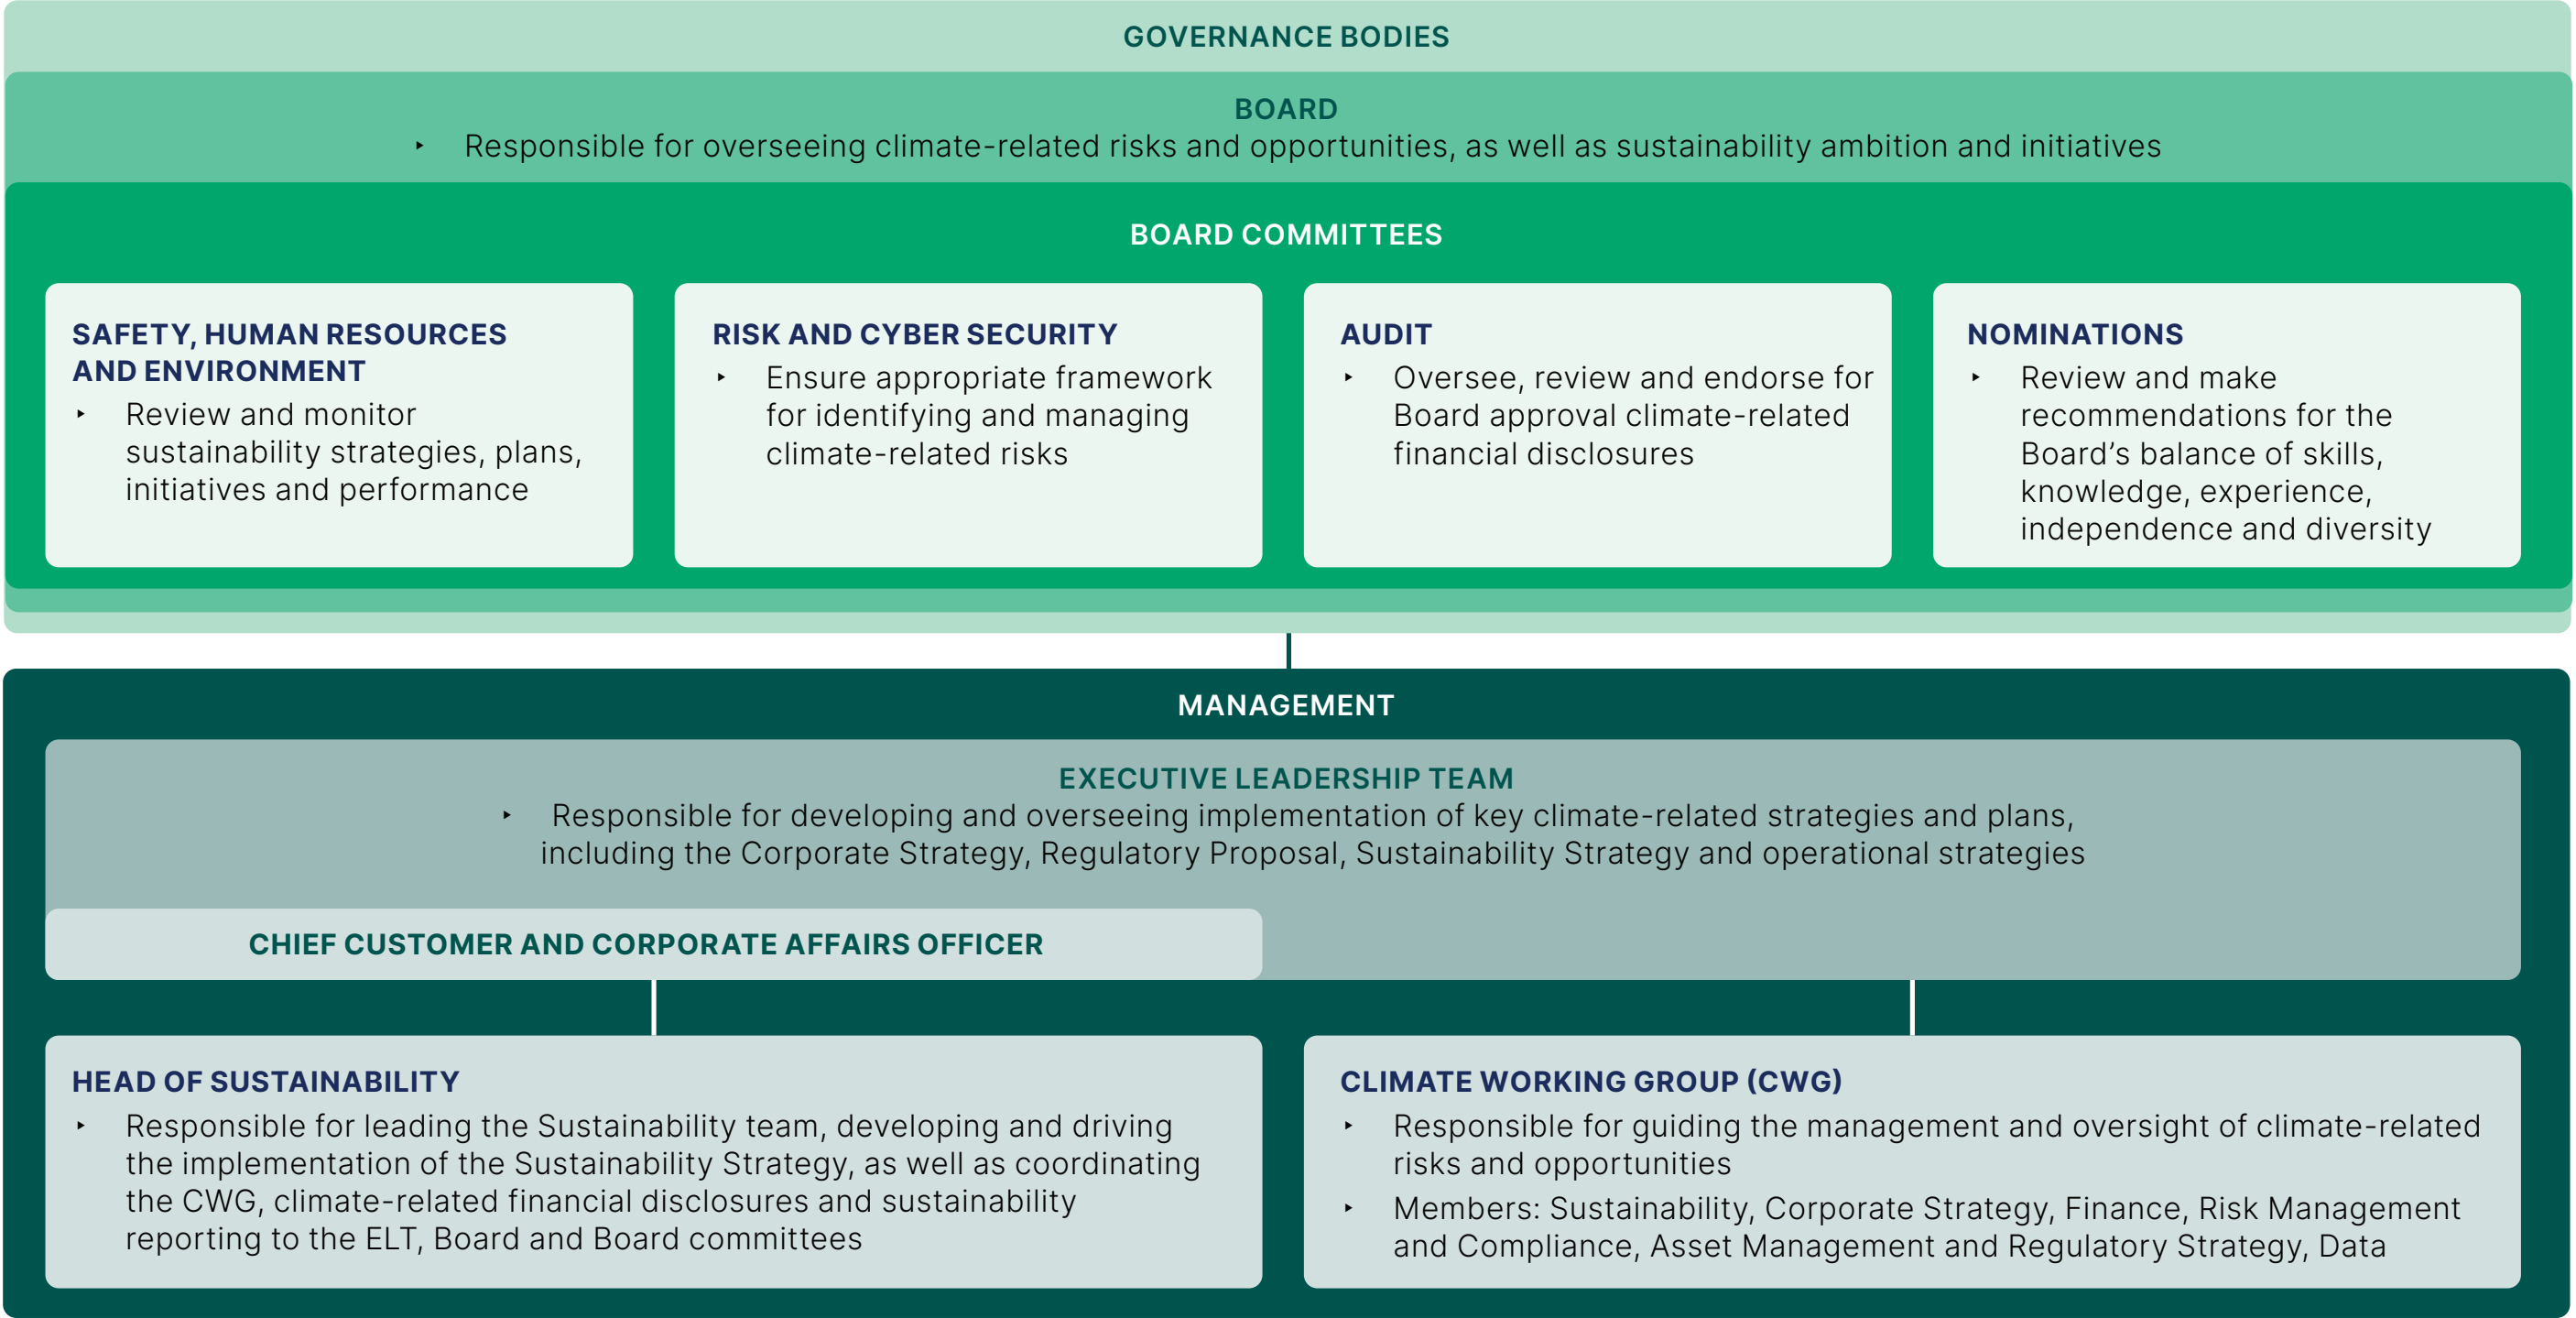 GOVERNANCE BODIES
BOARD
‣ Responsible for overseeing climate-related risks and opportunities, as well as sustainability ambition and initiatives
BOARD COMMITTEES
SAFETY, HUMAN RESOURCES
AND ENVIRONMENT
‣ Review and monitor
sustainability strategies, plans,
initiatives and performance
RISK AND CYBER SECURITY
‣ Ensure appropriate framework
for identifying and managing
climate-related risks
AUDIT
‣ Oversee, review and endorse for
Board approval climate-related
financial disclosures
NOMINATIONS
‣ Review and make
recommendations for the
Board’s balance of skills,
knowledge, experience,
independence and diversity
MANAGEMENT
EXECUTIVE LEADERSHIP TEAM
‣ Responsible for developing and overseeing implementation of key climate-related strategies and plans,
including the Corporate Strategy, Regulatory Proposal, Sustainability Strategy and operational strategies
CHIEF CUSTOMER AND CORPORATE AFFAIRS OFFICER
HEAD OF SUSTAINABILITY
‣ Responsible for leading the Sustainability team, developing and driving
the implementation of the Sustainability Strategy, as well as coordinating
the CWG, climate-related financial disclosures and sustainability
reporting to the ELT, Board and Board committees
CLIMATE WORKING GROUP (CWG)
‣ Responsible for guiding the management and oversight of climate-related
risks and opportunities
‣ Members: Sustainability, Corporate Strategy, Finance, Risk Management
and Compliance, Asset Management and Regulatory Strategy, Data